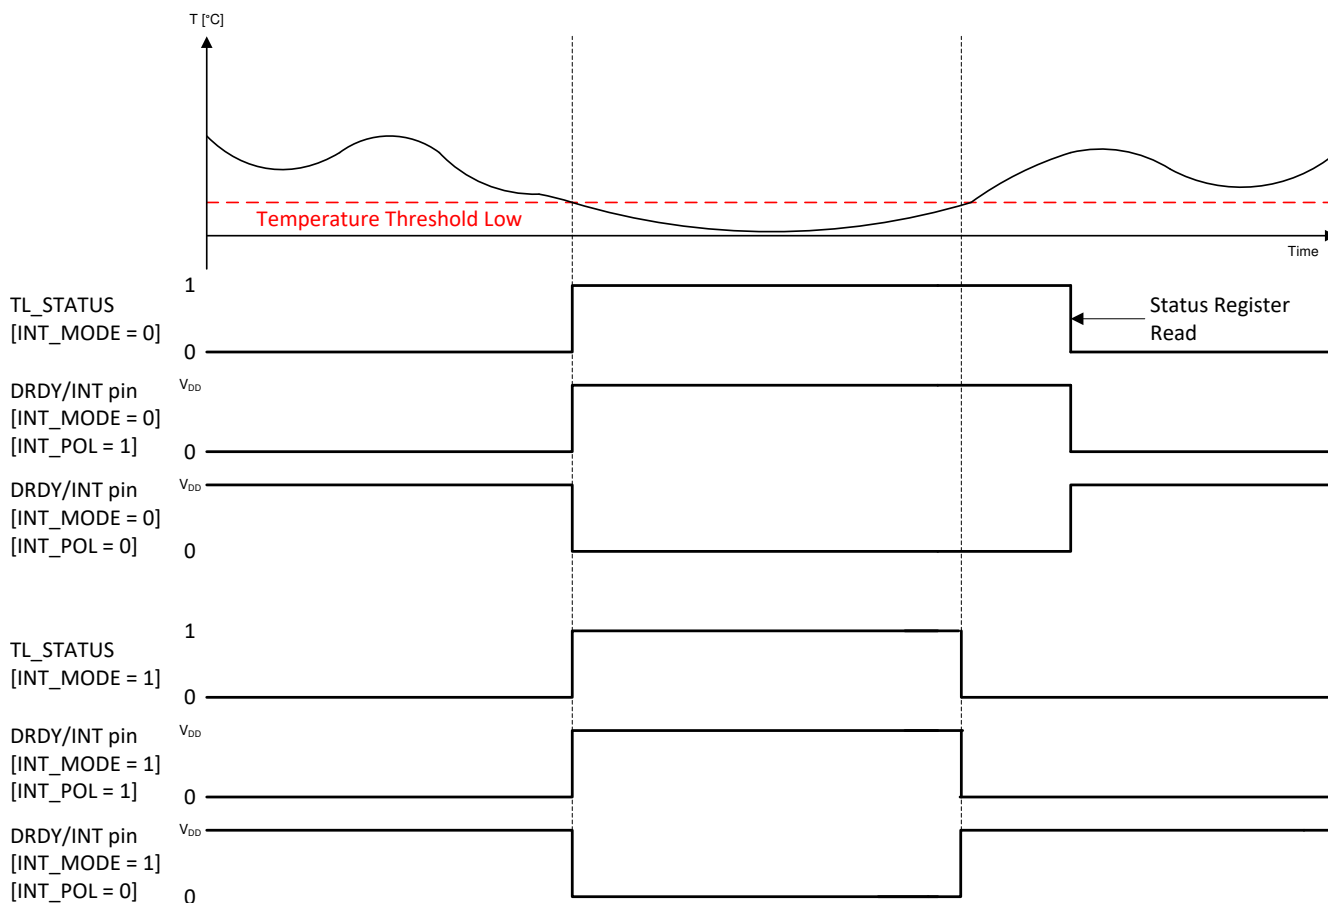 T [°C]
Temperature Threshold Low
Time
1
TL_STATUS
[INT_MODE = 0]
0
Status Register
Read
DRDY/INT pin
[INT_MODE = 0]
[INT_POL = 1]
VDD
0
DRDY/INT pin
[INT_MODE = 0]
[INT_POL = 0]
VDD
0
1
TL_STATUS
[INT_MODE = 1]
0
DRDY/INT pin
[INT_MODE = 1]
[INT_POL = 1]
VDD
0
DRDY/INT pin
[INT_MODE = 1]
[INT_POL = 0]
VDD
0